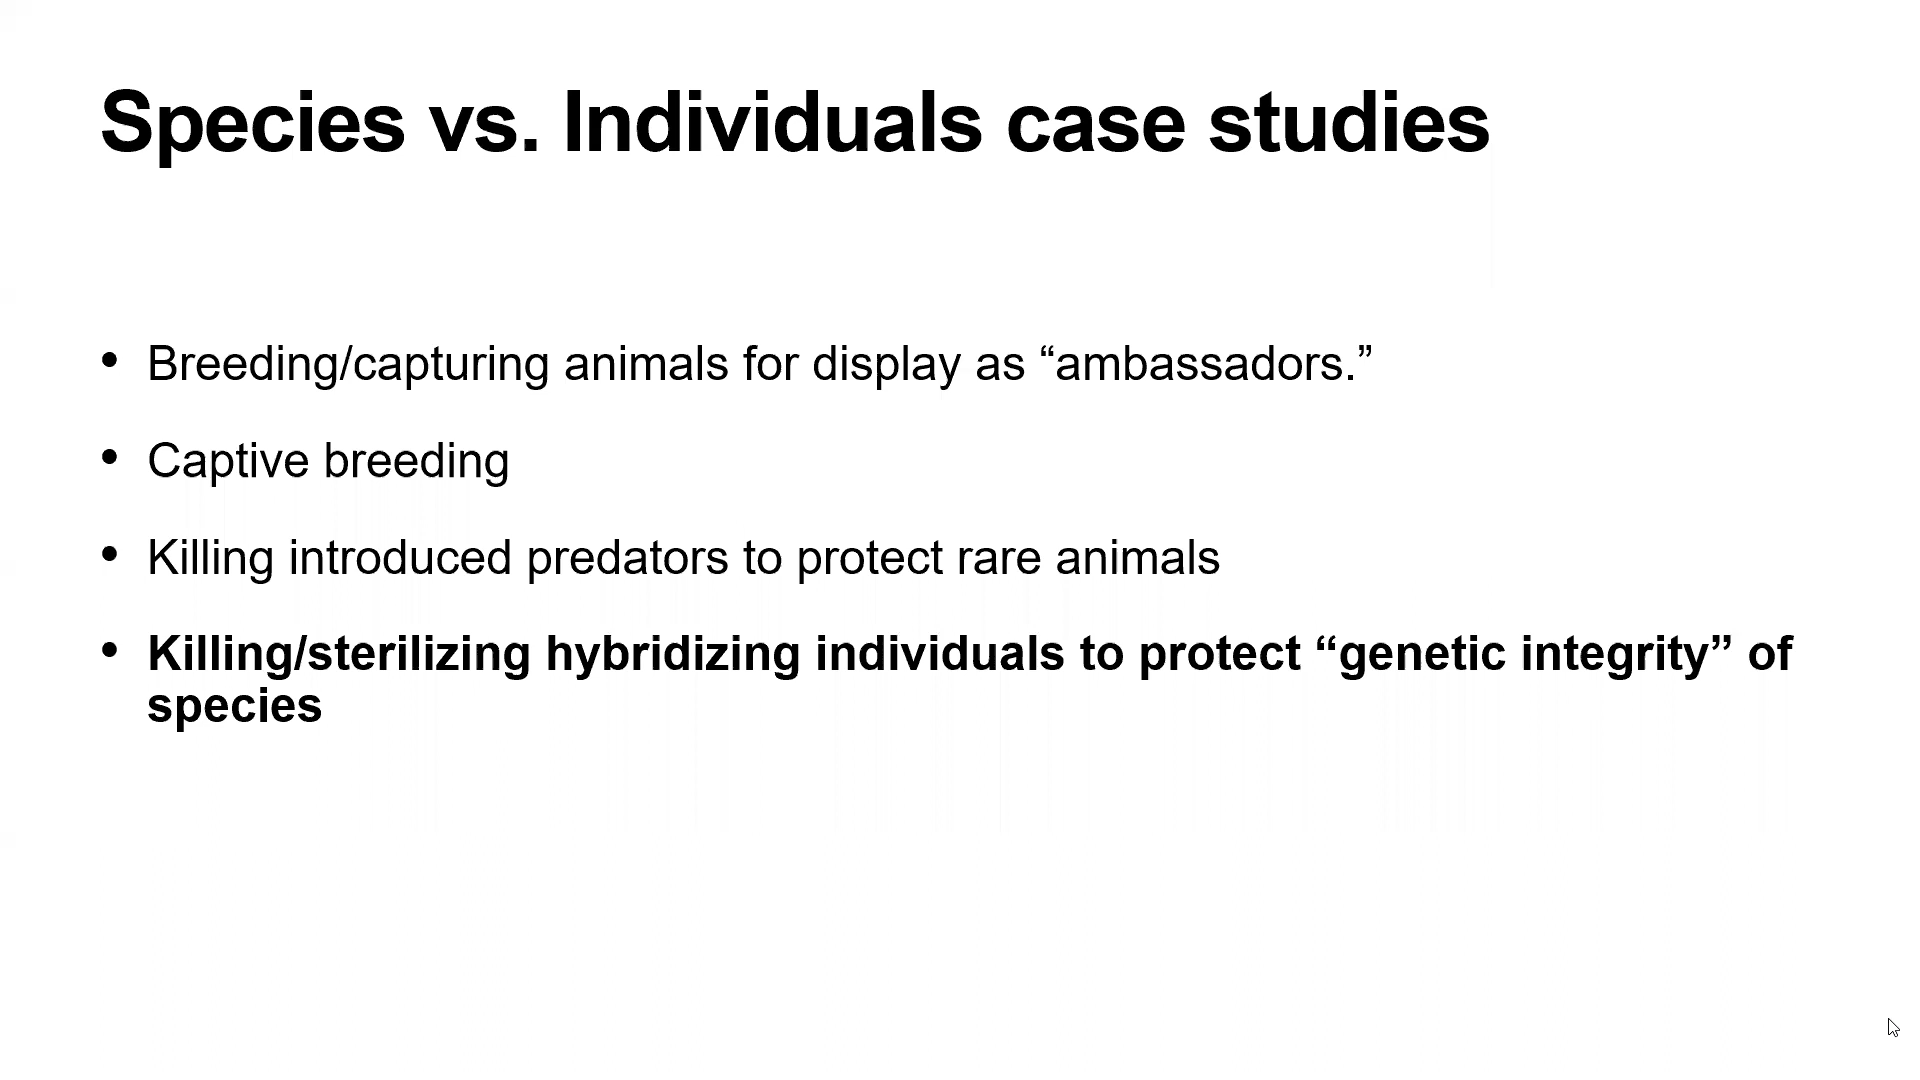 Species vs. Individuals case studies
• Breeding/capturing animals for display as “ambassadors.”
• Captive breeding
• Killing introduced predators to protect rare animals
• Killing/sterilizing hybridizing individuals to protect “genetic integrity” of
species